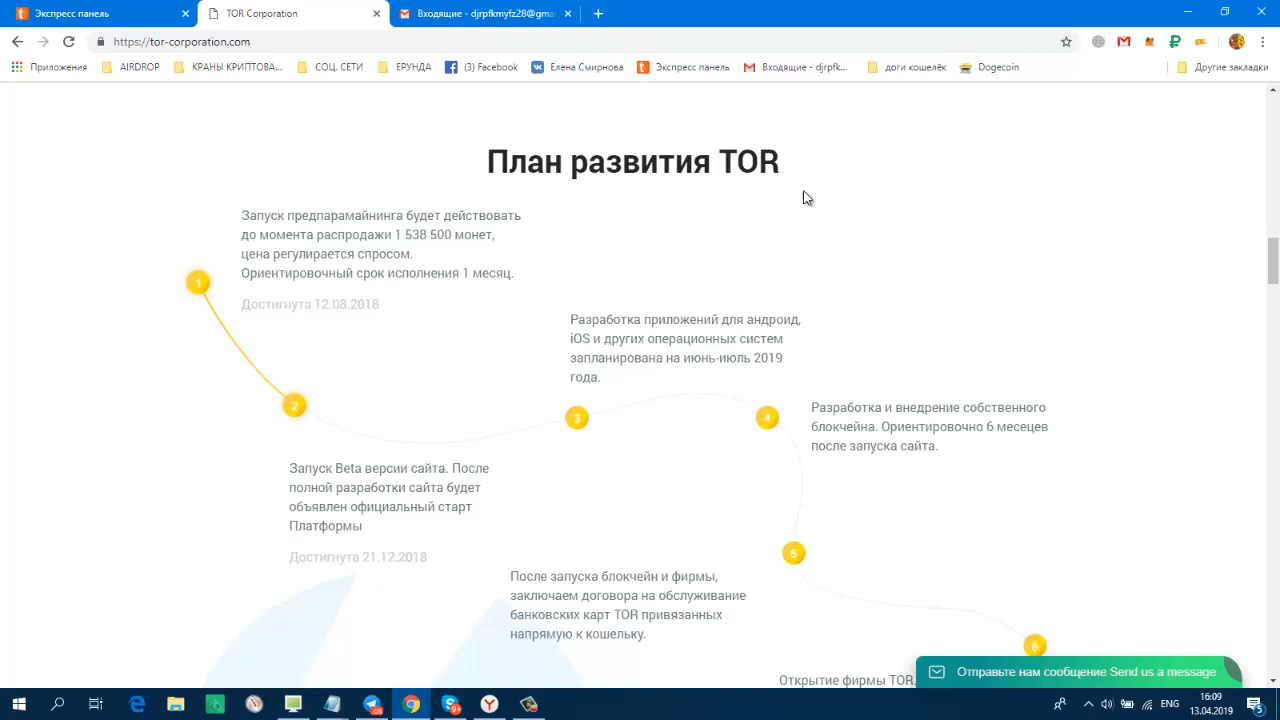 Экспресс панель
TOR Corporation
Входящие - djrpfkmyfz28@gma
https://tor-corporation.com
Приложения
AIRDROP
КРАНЫ КРИПТОВА...
СОЦ. СЕТИ
ЕРУНДА
(3) Facebook
Елена Смирнова
Экспресс панель
Входящие - djrpfk...
доги кошелёк
Dogecoin
Другие закладки
План развития TOR
Запуск предпарамайнинга будет действовать
до момента распродажи 1 538 500 монет,
цена регулирается спросом.
Ориентировочный срок исполнения 1 месяц.
Достигнута 12.08.2018
1
Разработка приложений для андроид,
iOS и других операционных систем
запланирована на июнь-июль 2019
года.
2
3
4
Разработка и внедрение собственного
блокчейна. Ориентировочно 6 месецев
после запуска сайта.
Запуск Beta версии сайта. После
полной разработки сайта будет
объявлен официальный старт
Платформы
Достигнута 21.12.2018
5
После запуска блокчейн и фирмы,
заключаем договора на обслуживание
банковских карт TOR привязанных
напрямую к кошельку.
6
Открытие фирмы TOR.
Отправьте нам сообщение Send us a message
ENG
16:09
13.04.2019